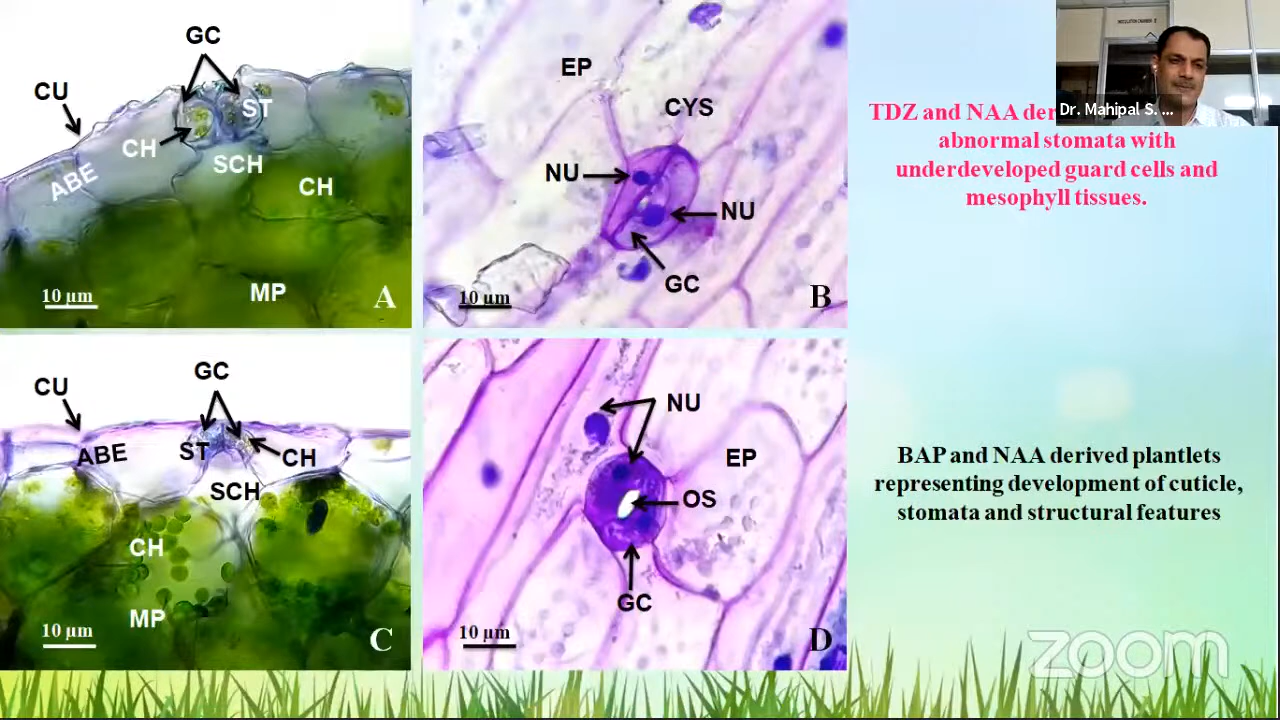 GC
CU
ST
CH
SCH
ABE
CH
MP
10 µm
A
EP
CYS
NU
NU
GC
10 µm
B
Dr. Mahipal S. ...
TDZ and NAA
abnormal stomata with
underdeveloped guard cells and
mesophyll tissues.
GC
CU
ABE
ST
CH
SCH
CH
MP
10 µm
C
NU
EP
OS
GC
10 µm
D
BAP and NAA derived plantlets
representing development of cuticle,
stomata and structural features
zoom